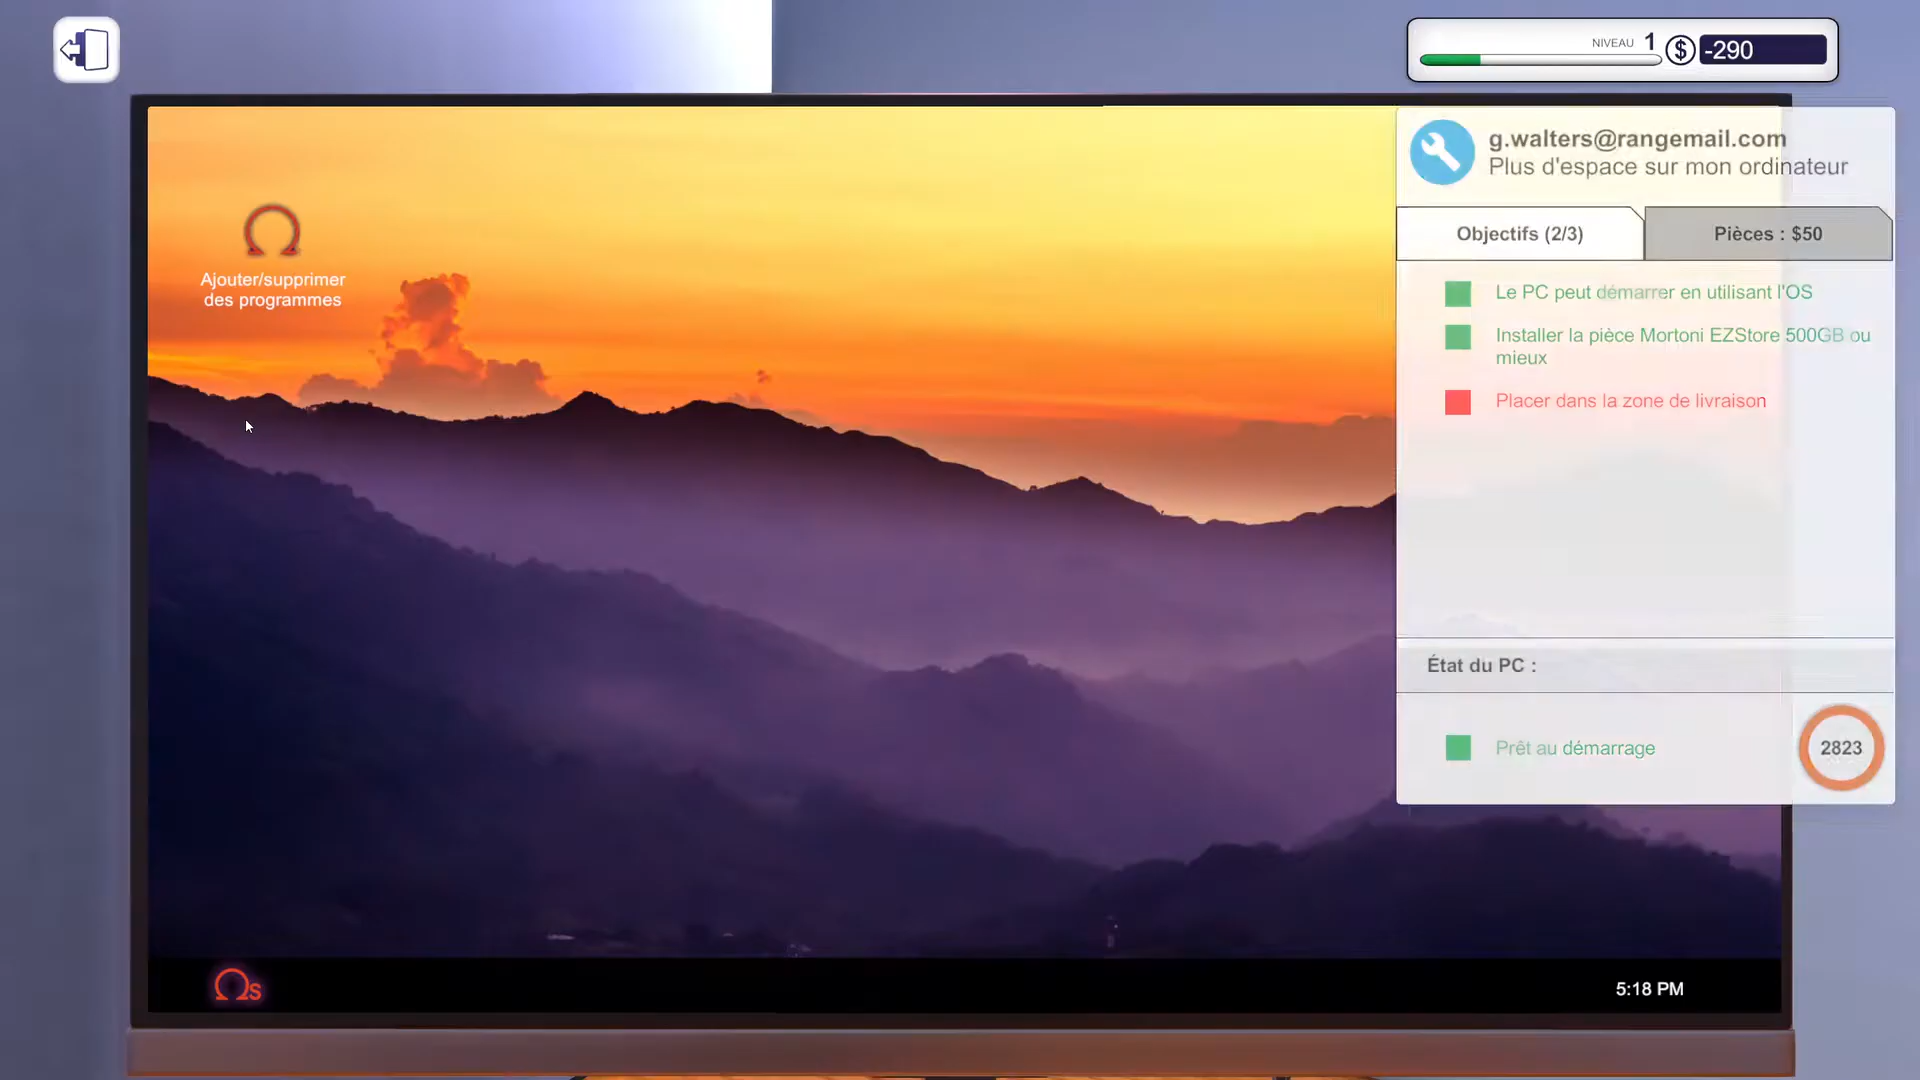 NIVEAU 1
$ -290
g.walters@rangemail.com
Plus d'espace sur mon ordinateur
Objectifs (2/3)
Pièces : $50
Le PC peut démarrer en utilisant l'OS
Installer la pièce Mortoni EZStore 500GB ou
mieux
Placer dans la zone de livraison
État du PC :
Prêt au démarrage
2823
Ajouter/supprimer
des programmes
Ωs
5:18 PM